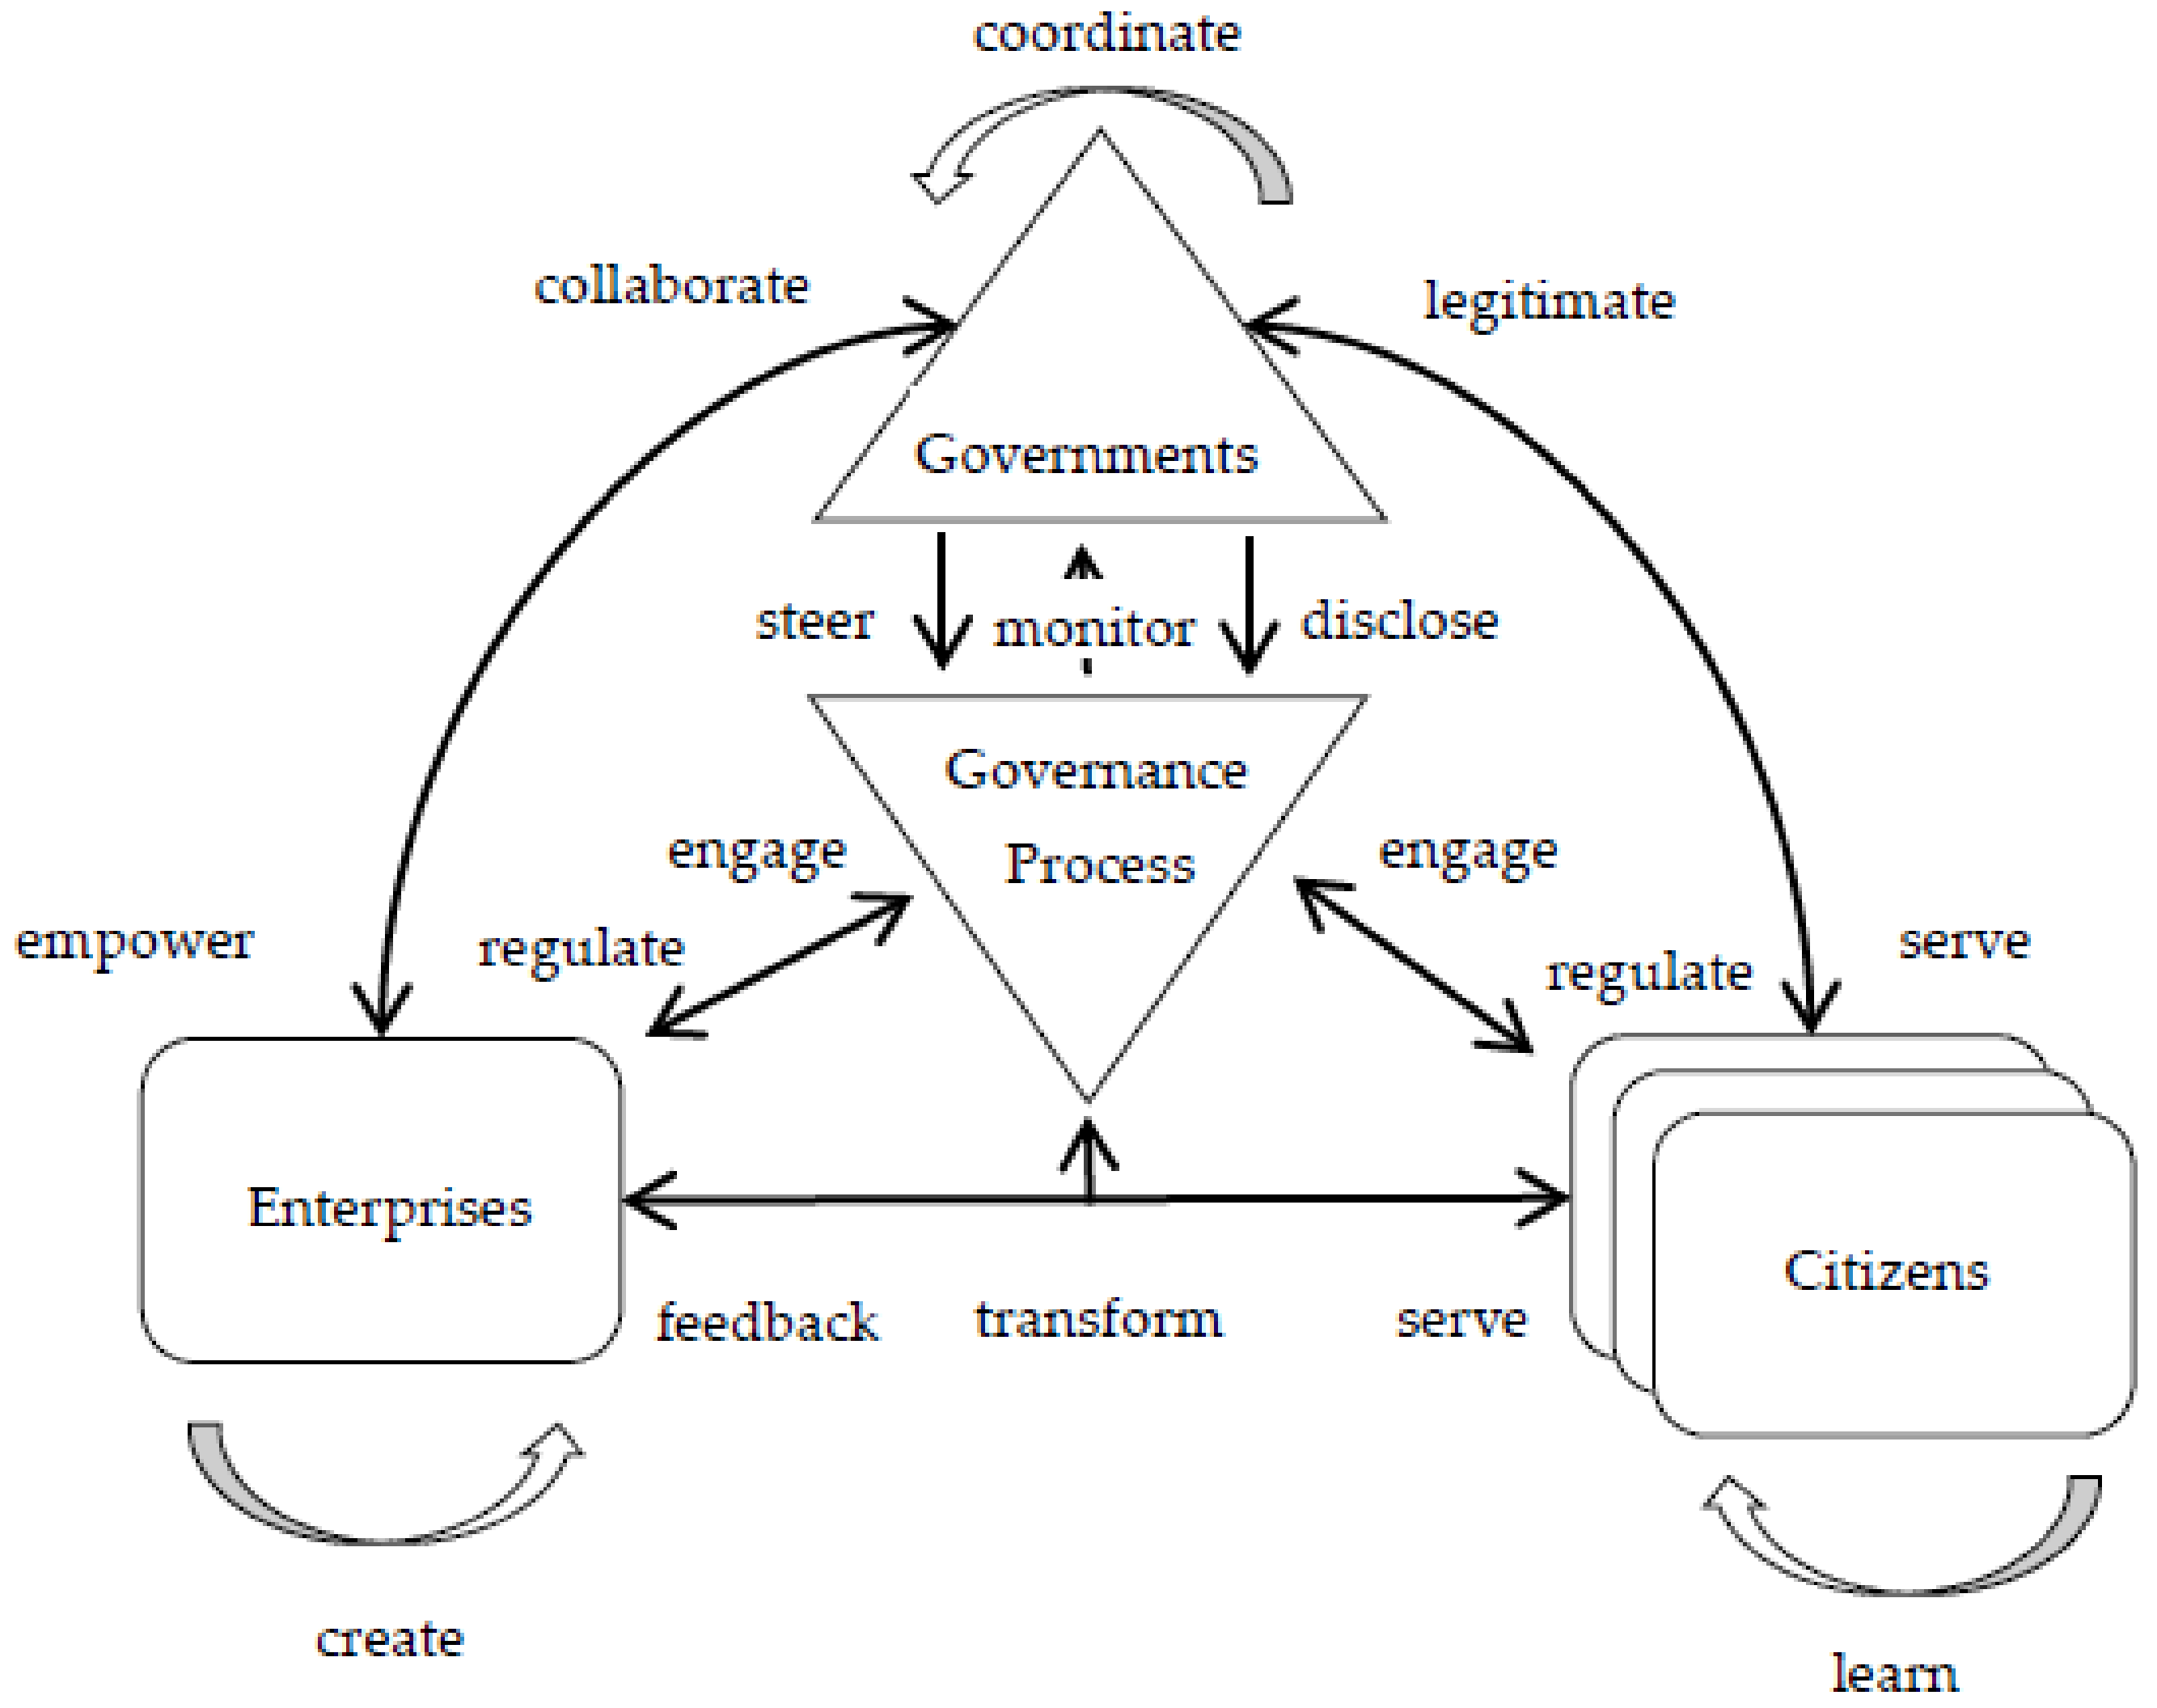 coordinate
collaborate
legitimate
Governments
steer
monitor
disclose
Governance
Process
engage
engage
empower
regulate
regulate
serve
Enterprises
Citizens
feedback
transform
serve
create
learn